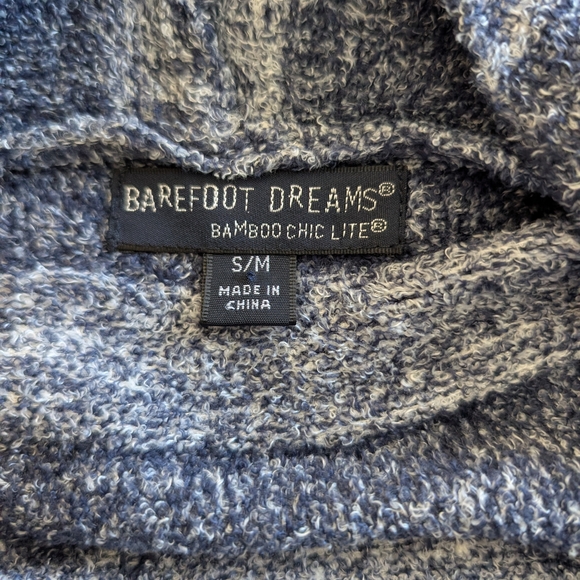 BAREFOOT DREAMS®
BAMBOO CHIC LITE®
S/M
MADE IN
CHINA